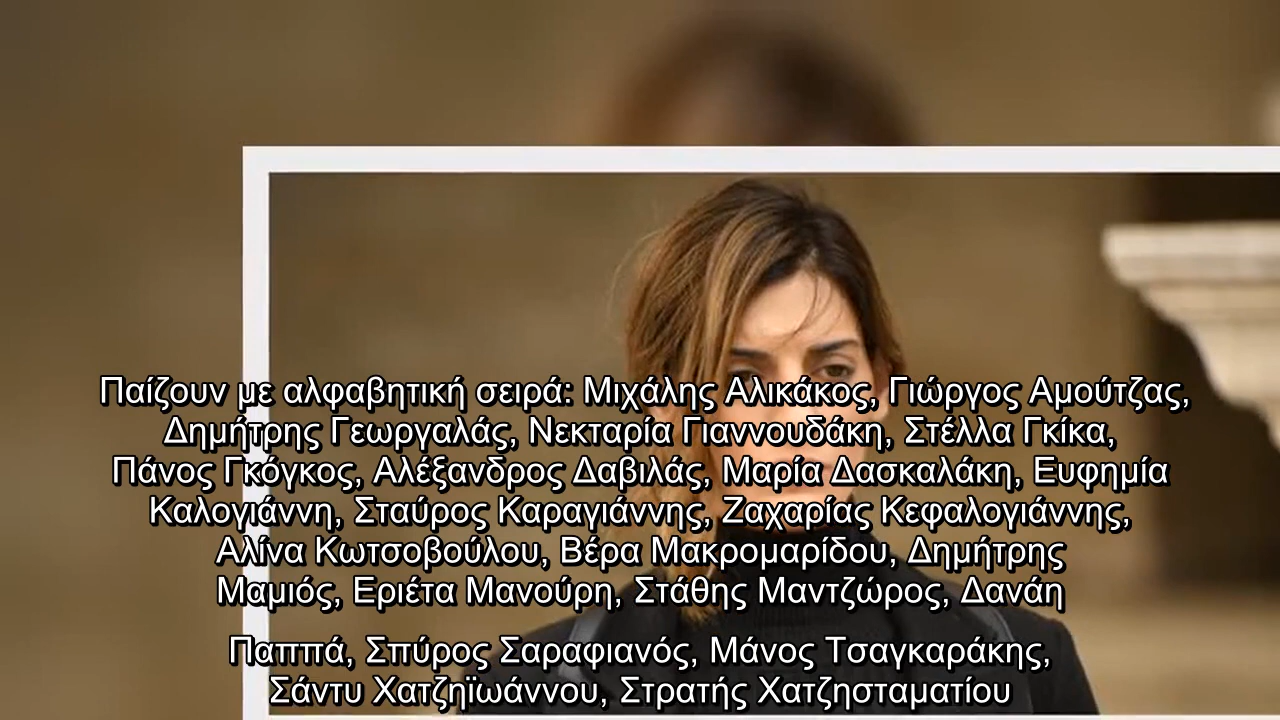 Παίζουν με αλφαβητική σειρά: Μιχάλης Αλικάκος, Γιώργος Αμούτζας,
Δημήτρης Γεωργαλάς, Νεκταρία Γιαννουδάκη, Στέλλα Γκίκα,
Πάνος Γκόγκος, Αλέξανδρος Δαβιλάς, Μαρία Δασκαλάκη, Ευφημία
Καλογιάννη, Σταύρος Καραγιάννης, Ζαχαρίας Κεφαλογιάννης,
Αλίνα Κωτσοβούλου, Βέρα Μακρομαρίδου, Δημήτρης
Μαμιός, Εριέτα Μανούρη, Στάθης Μαντζώρος, Δανάη
Παππά, Σπύρος Σαραφιανός, Μάνος Τσαγκαράκης,
Σάντυ Χατζηϊωάννου, Στρατής Χατζησταματίου